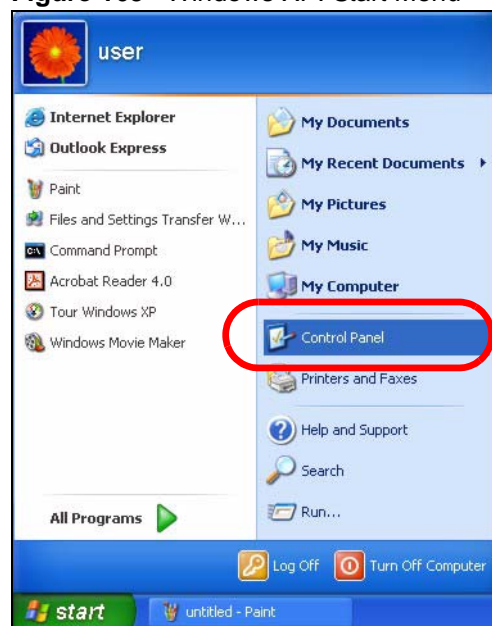 user
Internet Explorer
Outlook Express
Paint
Files and Settings Transfer W...
Command Prompt
Acrobat Reader 4.0
Tour Windows XP
Windows Movie Maker
All Programs
My Documents
My Recent Documents
My Pictures
My Music
My Computer
Control Panel
Printers and Faxes
Help and Support
Search
Run...
Log Off
Turn Off Computer
start
untitled - Paint